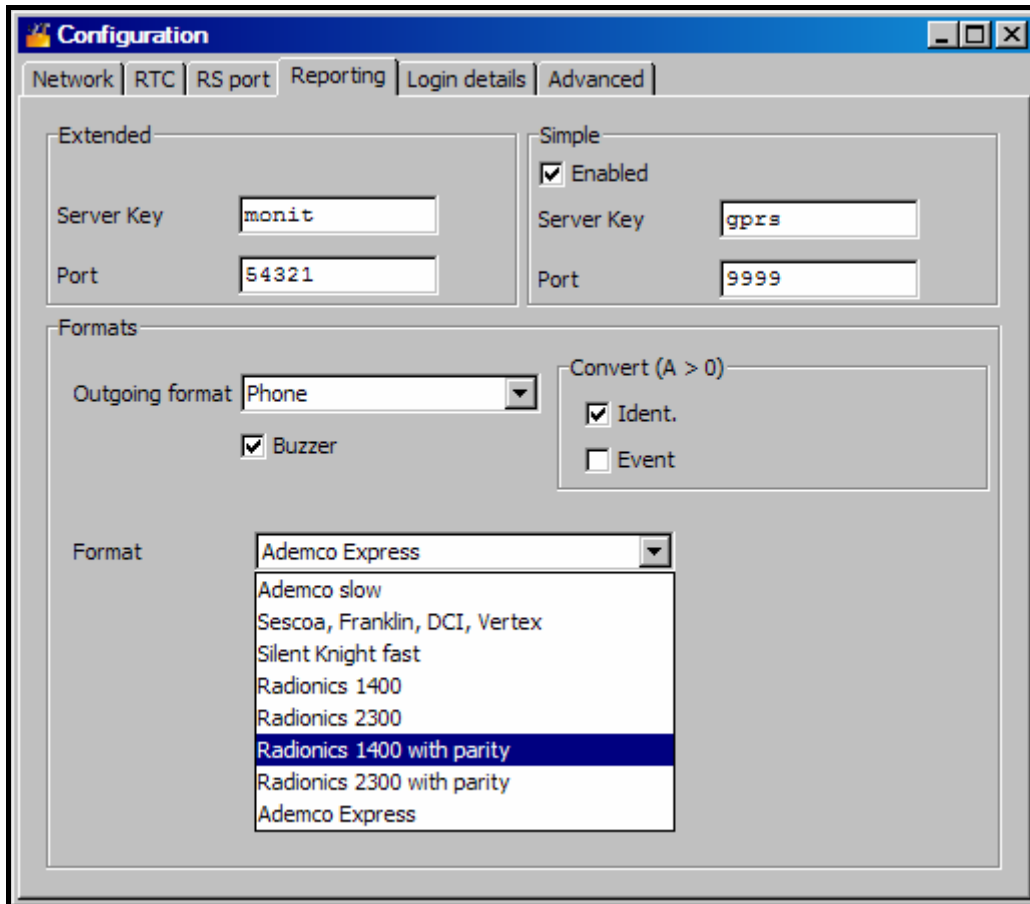 Configuration
Network RTC RS port Reporting Login details Advanced
Extended
Server Key monit
Port 54321
Simple
Enabled
Server Key gprs
Port 9999
Formats
Outgoing format Phone
Buzzer
Convert (A > 0)
Ident.
Event
Format Ademco Express
Ademco slow
Sescoa, Franklin, DCI, Vertex
Silent Knight fast
Radionics 1400
Radionics 2300
Radionics 1400 with parity
Radionics 2300 with parity
Ademco Express